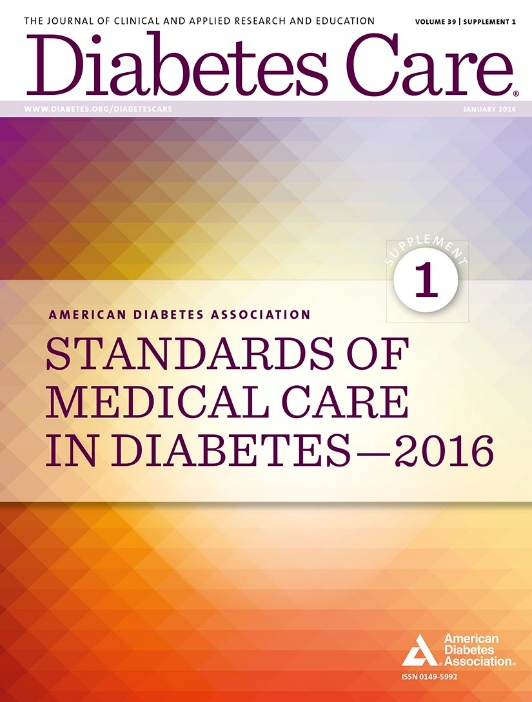 THE JOURNAL OF CLINICAL AND APPLIED RESEARCH AND EDUCATION
VOLUME 39 | SUPPLEMENT 1
Diabetes Care®
WWW.DIABETES.ORG/DIABETESCARE
JANUARY 2016
SUPPLEMENT
1
AMERICAN DIABETES ASSOCIATION
STANDARDS OF
MEDICAL CARE
IN DIABETES—2016
American
Diabetes
Association®
ISSN 0149-5992